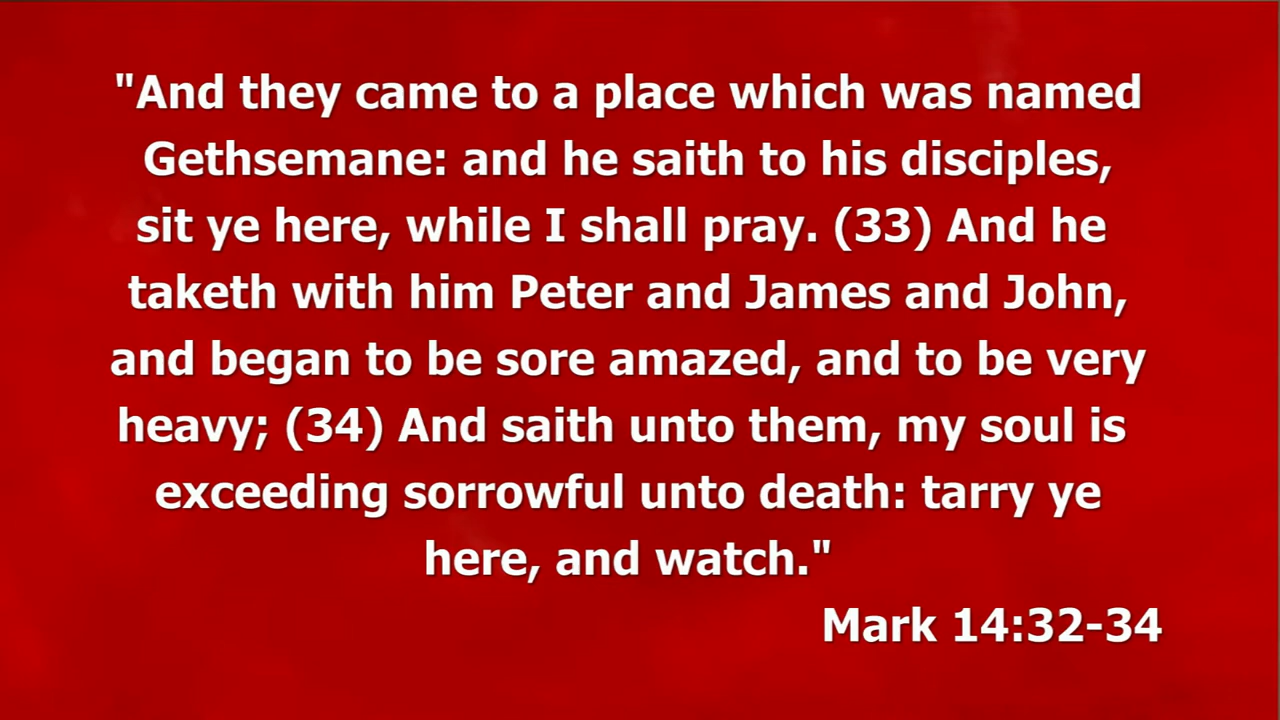 "And they came to a place which was named
Gethsemane: and he saith to his disciples,
sit ye here, while I shall pray. (33) And he
taketh with him Peter and James and John,
and began to be sore amazed, and to be very
heavy; (34) And saith unto them, my soul is
exceeding sorrowful unto death: tarry ye
here, and watch."
Mark 14:32-34